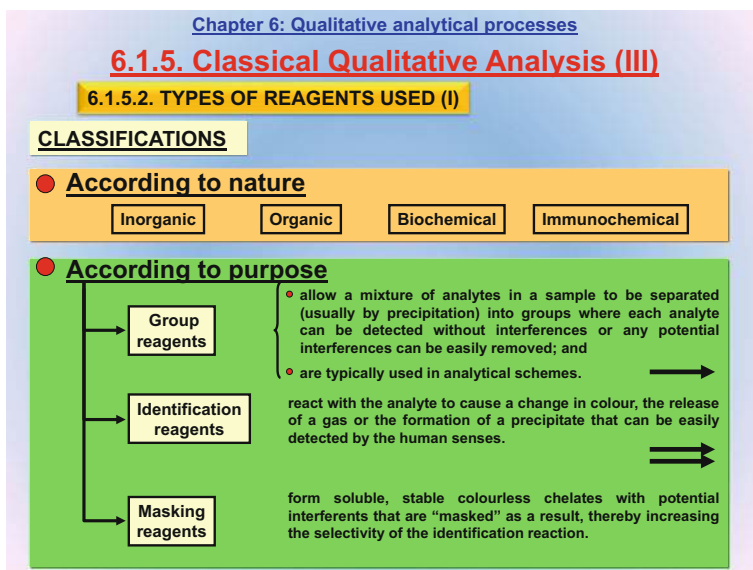 Chapter 6: Qualitative analytical processes
6.1.5. Classical Qualitative Analysis (III)
6.1.5.2. TYPES OF REAGENTS USED (I)
CLASSIFICATIONS
According to nature
Inorganic
Organic
Biochemical
Immunochemical
According to purpose
Group
reagents
allow a mixture of analytes in a sample to be separated
(usually by precipitation) into groups where each analyte
can be detected without interferences or any potential
interferences can be easily removed; and
are typically used in analytical schemes.
Identification
reagents
react with the analyte to cause a change in colour, the release
of a gas or the formation of a precipitate that can be easily
detected by the human senses.
Masking
reagents
form soluble, stable colourless chelates with potential
interferents that are “masked” as a result, thereby increasing
the selectivity of the identification reaction.